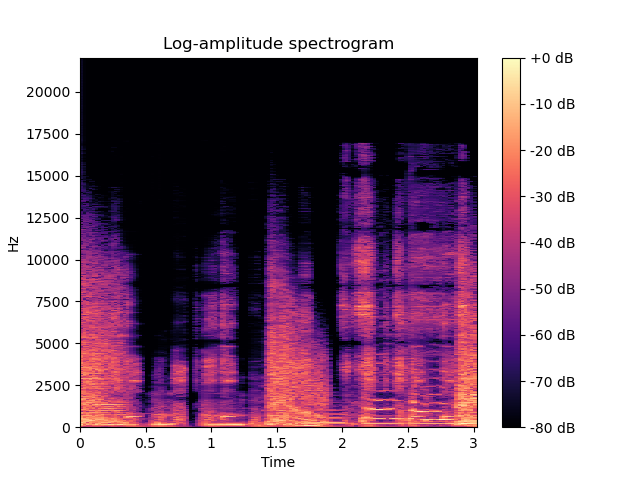 Log-amplitude spectrogram
Hz
20000
17500
15000
12500
10000
7500
5000
2500
0
0 0.5 1 1.5 2 2.5 3
Time
+0 dB
-10 dB
-20 dB
-30 dB
-40 dB
-50 dB
-60 dB
-70 dB
-80 dB